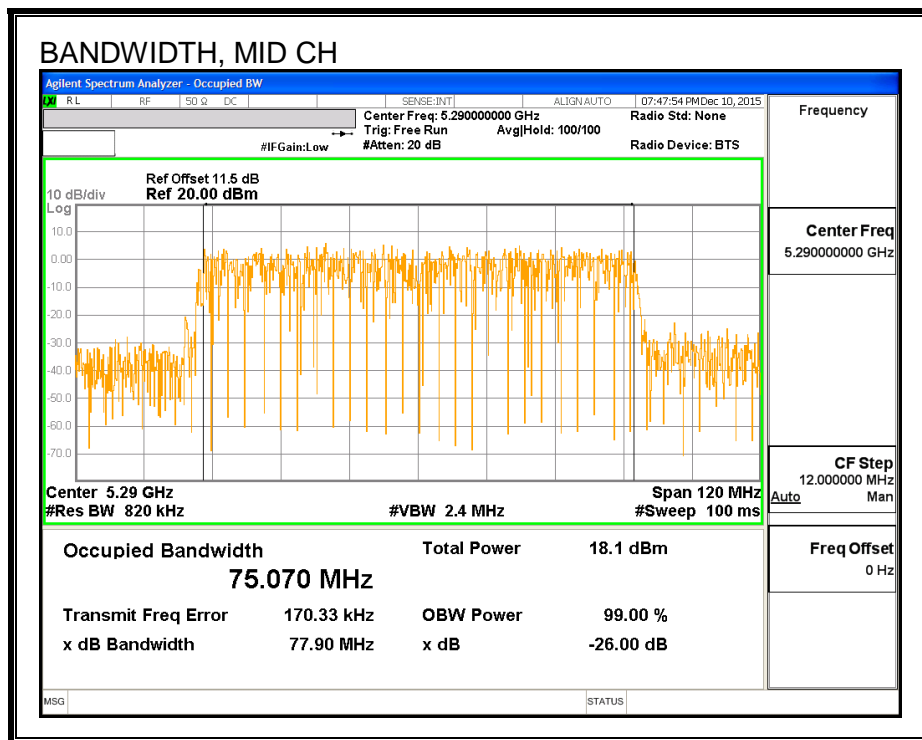 BANDWIDTH, MID CH
Agilent Spectrum Analyzer - Occupied BW
LXI RL RF 50 Ω DC SENSE:INT ALIGN AUTO 07:47:54 PM Dec 10, 2015
Center Freq: 5.290000000 GHz Radio Std: None
Trig: Free Run Avg|Hold: 100/100
#IFGain:Low #Atten: 20 dB Radio Device: BTS
Ref Offset 11.5 dB
10 dB/div Ref 20.00 dBm
Log
10.0
0.00
-10.0
-20.0
-30.0
-40.0
-50.0
-60.0
-70.0
Center 5.29 GHz Span 120 MHz
#Res BW 820 kHz #VBW 2.4 MHz #Sweep 100 ms
Occupied Bandwidth Total Power 18.1 dBm
75.070 MHz
Transmit Freq Error 170.33 kHz OBW Power 99.00 %
x dB Bandwidth 77.90 MHz x dB -26.00 dB
MSG STATUS
Frequency
Center Freq
5.290000000 GHz
CF Step
12.000000 MHz
Auto Man
Freq Offset
0 Hz